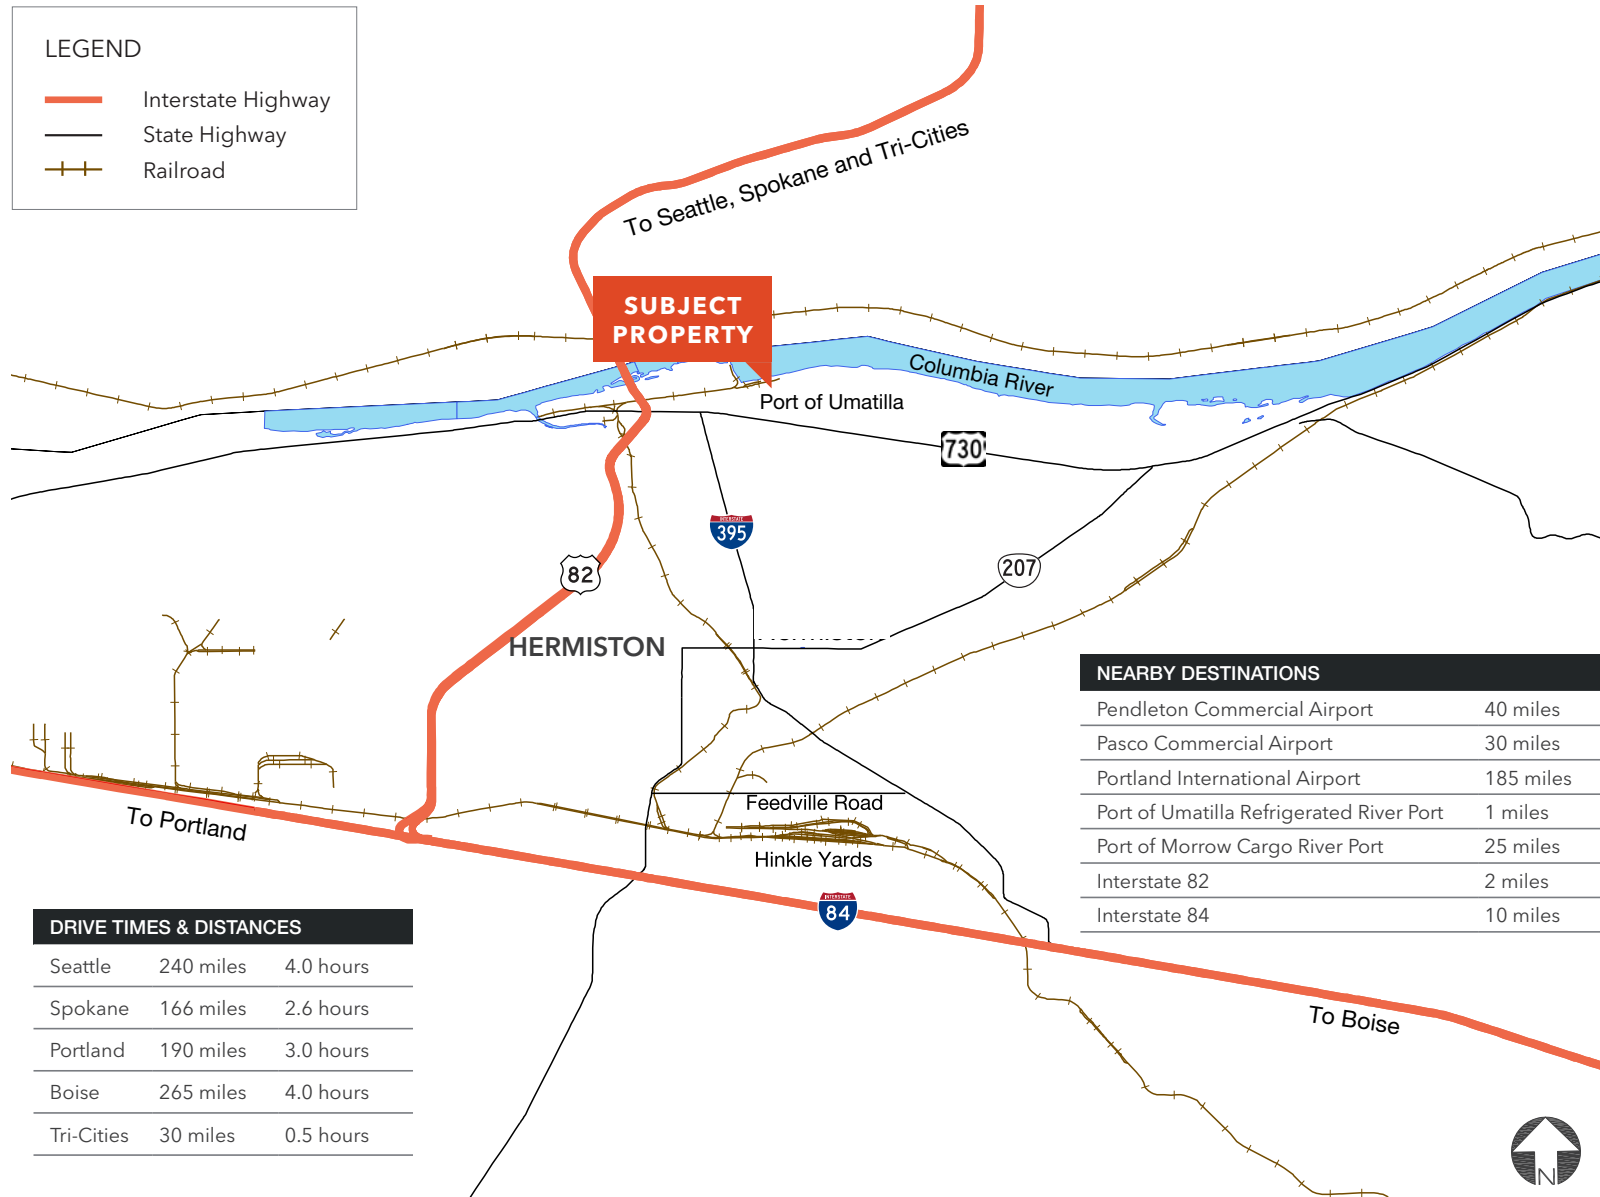 LEGEND
Interstate Highway
State Highway
Railroad
To Seattle, Spokane and Tri-Cities
SUBJECT
PROPERTY
Columbia River
Port of Umatilla
730
INTERSTATE
395
82
207
HERMISTON
NEARBY DESTINATIONS
Pendleton Commercial Airport 40 miles
Pasco Commercial Airport 30 miles
Portland International Airport 185 miles
Port of Umatilla Refrigerated River Port 1 miles
Port of Morrow Cargo River Port 25 miles
Interstate 82 2 miles
Interstate 84 10 miles
Feedville Road
To Portland
Hinkle Yards
INTERSTATE
84
DRIVE TIMES & DISTANCES
Seattle 240 miles 4.0 hours
Spokane 166 miles 2.6 hours
Portland 190 miles 3.0 hours
Boise 265 miles 4.0 hours
Tri-Cities 30 miles 0.5 hours
To Boise
N